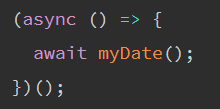 (async () => {
  await myDate();
})();